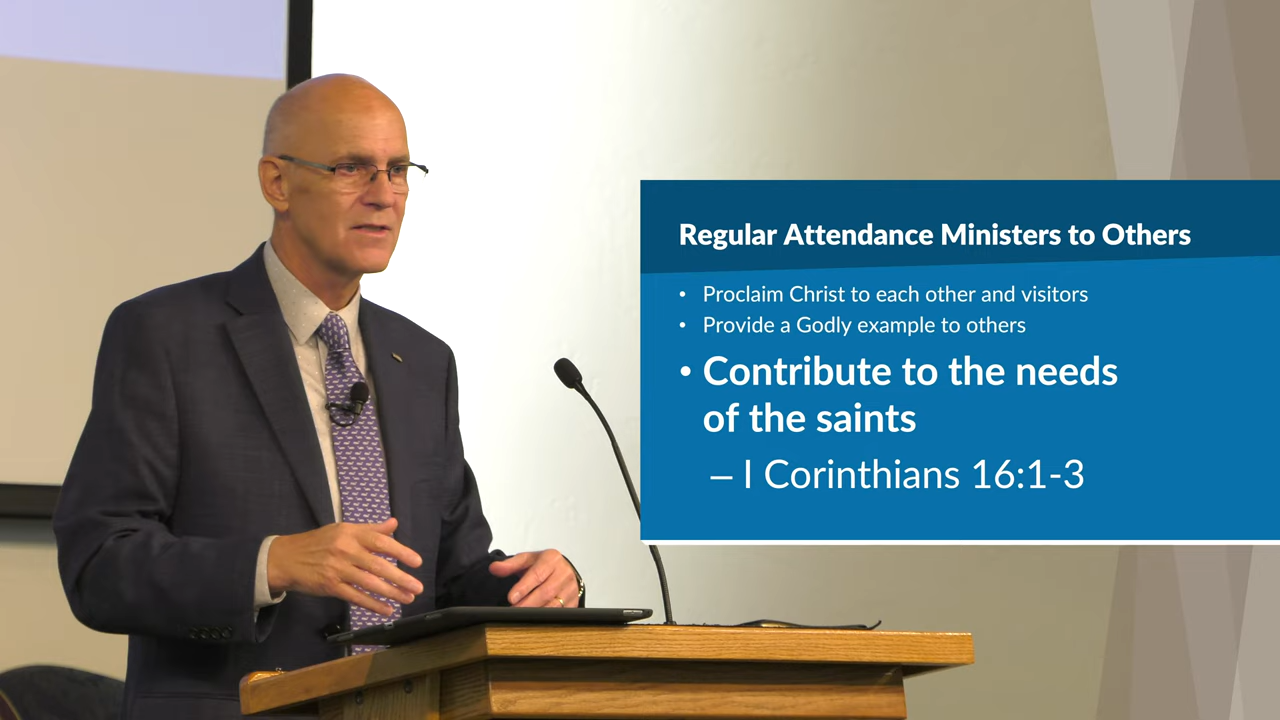 Regular Attendance Ministers to Others
• Proclaim Christ to each other and visitors
• Provide a Godly example to others
• Contribute to the needs
of the saints
– I Corinthians 16:1-3